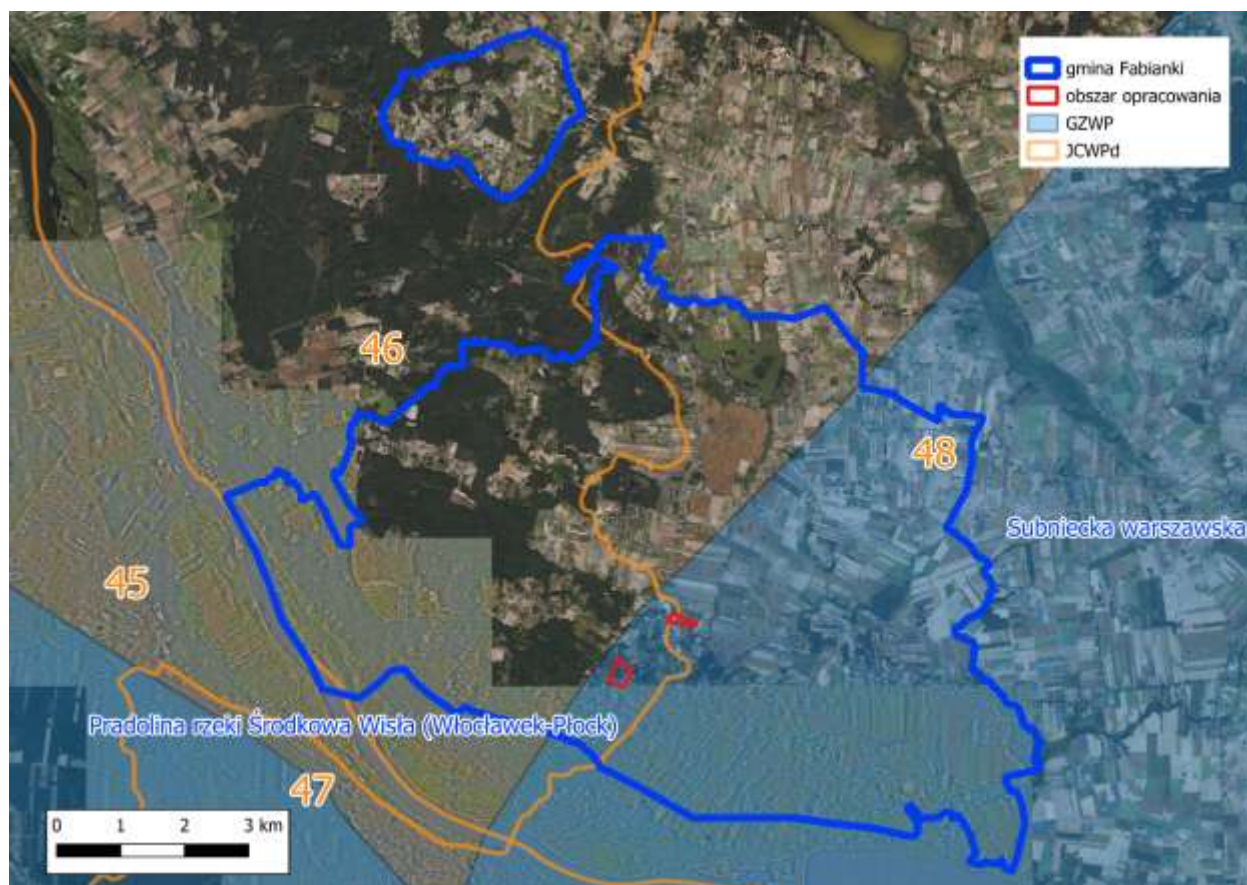 gmina Fabianki
obszar opracowania
GZWP
JCWPd
46
48
Subniecka warszawska
45
Pradolina rzeki Środkowa Wisła (Włocławek-Płock)
47
0 1 2 3 km